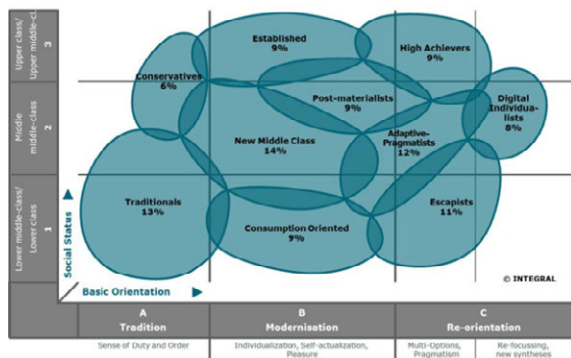 Upper class/
Upper middle-class
3
Middle
middle-class
2
Lower middle-class/
Lower class
1
Social Status
Established
9%
High Achievers
9%
Conservatives
6%
Post-materialists
9%
Digital
Individua-
lists
8%
New Middle Class
14%
Adaptive-
Pragmatists
12%
Traditionals
13%
Escapists
11%
Consumption Oriented
9%
© INTEGRAL
Basic Orientation
A
Tradition
B
Modernisation
C
Re-orientation
Sense of Duty and Order
Individualization, Self-actualization,
Pleasure
Multi-Options,
Pragmatism
Re-focussing,
new syntheses